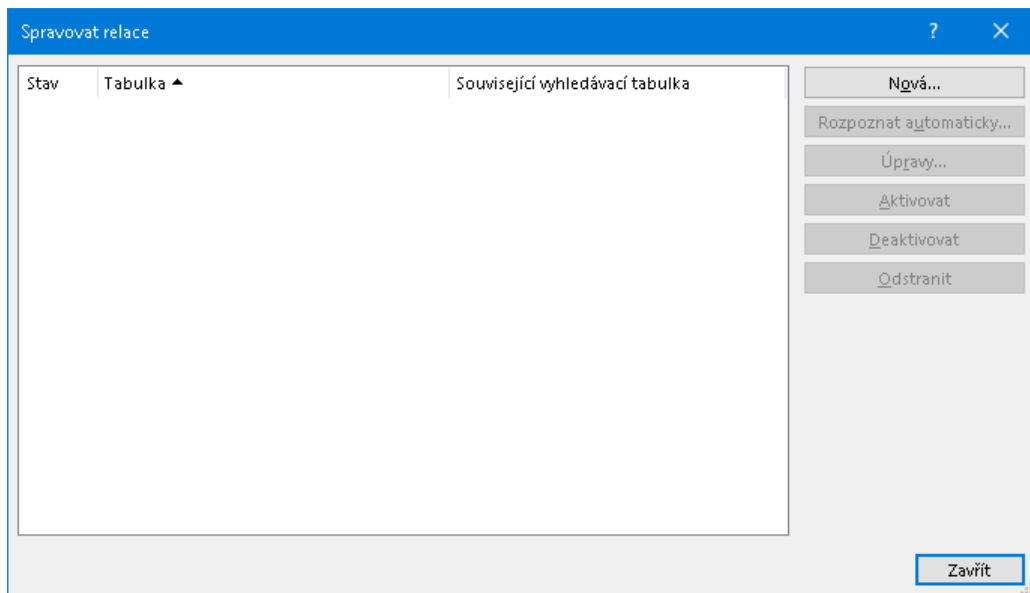 Spravovat relace
Stav Tabulka Související vyhledávací tabulka
Nová...
Rozpoznat automaticky...
Úpravy...
Aktivovat
Deaktivovat
Odstranit
Zavřít